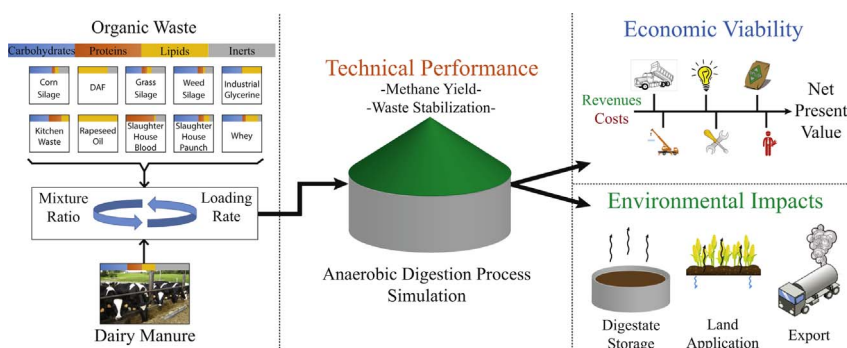 Organic Waste
Carbohydrates Proteins Lipids Inerts
Corn
Silage
DAF
Grass
Silage
Weed
Silage
Industrial
Glycerine
Kitchen
Waste
Rapeseed
Oil
Slaughter
House
Blood
Slaughter
House
Paunch
Whey
Mixture
Ratio
Loading
Rate
Dairy Manure
Technical Performance
-Methane Yield-
-Waste Stabilization-
Anaerobic Digestion Process
Simulation
Economic Viability
Revenues
Costs
Net
Present
Value
Environmental Impacts
Digestate
Storage
Land
Application
Export